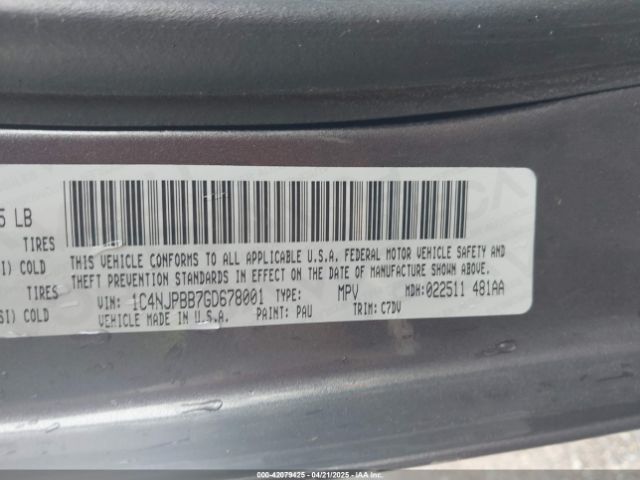 5 LB
TIRES
I) COLD
TIRES
SI) COLD
THIS VEHICLE CONFORMS TO ALL APPLICABLE U.S.A. FEDERAL MOTOR VEHICLE SAFETY AND
THEFT PREVENTION STANDARDS IN EFFECT ON THE DATE OF MANUFACTURE SHOWN ABOVE.
VIN: 1C4NJPBB7GD678001 TYPE: MPV MDH:022511 481AA
VEHICLE MADE IN U.S.A. PAINT: PAU TRIM: C7DV
000-42079425 - 04/21/2025 - IAAI.COM